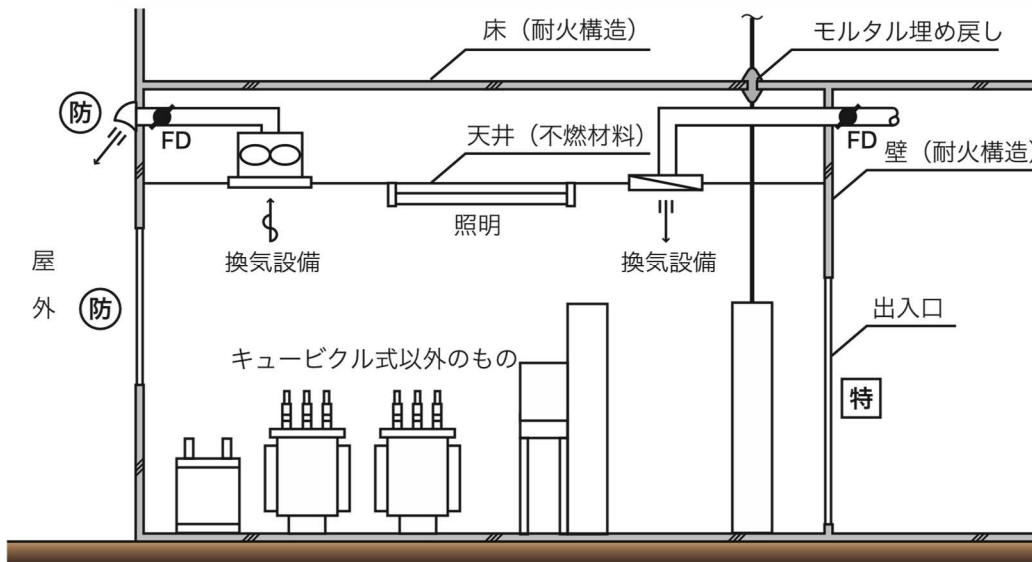 床（耐火構造）
モルタル埋め戻し
防
FD
天井（不燃材料）
FD
壁（耐火構造）
照明
換気設備
換気設備
屋外
防
出入口
キュービクル式以外のもの
特